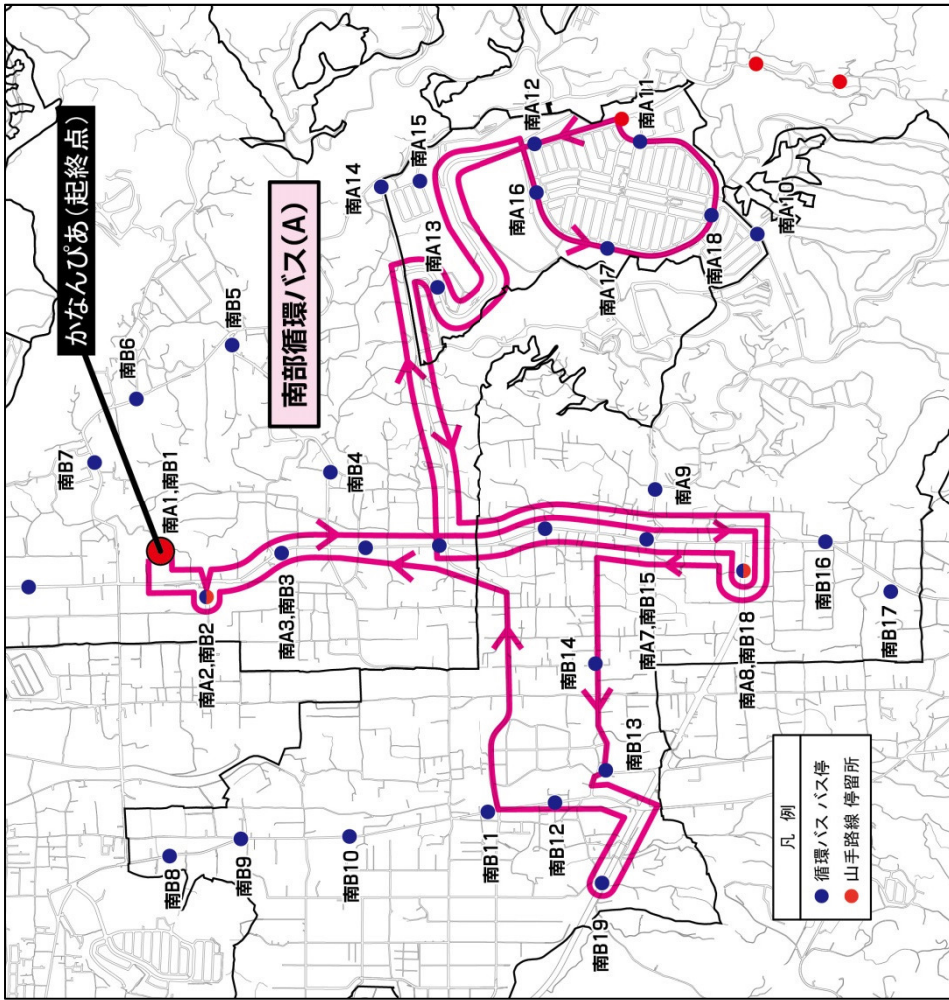 かなんぴあ(起終点)
南部循環バス(A)
南B7
南B6
南B5
南A1,南B1
南A2,南B2
南A3,南B3
南B4
南A14
南A15
南A13
南A12
南A16
南A11
南A17
南A18
南A10
南A9
南B8
南B9
南B10
南B11
南B12
南B14
南B13
南A7,南B15
南B19
南A8,南B18
南B16
南B17
凡 例
循環バス バス停
山手路線 停留所